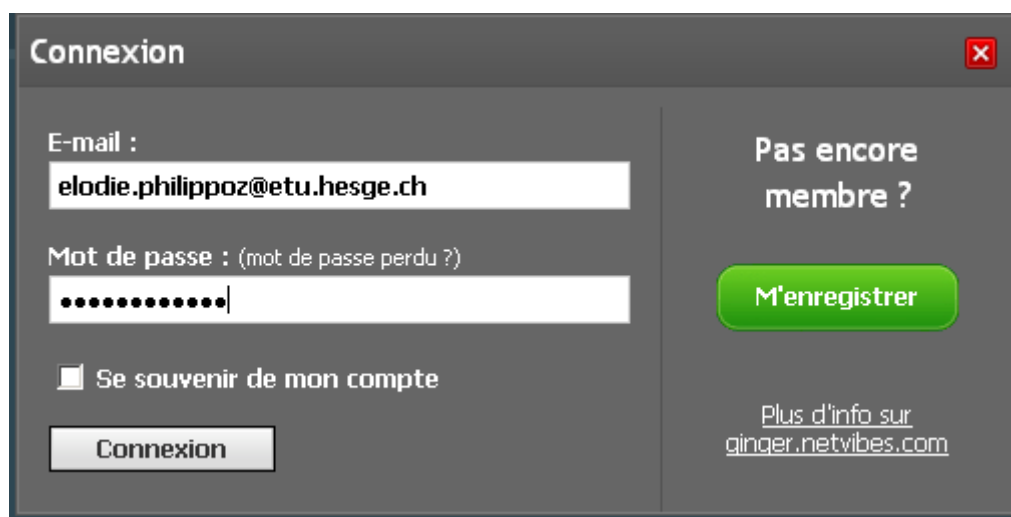 Connexion
E-mail :
elodie.philippoz@etu.hesge.ch
Mot de passe : (mot de passe perdu ?)
••••••••••••
Se souvenir de mon compte
Connexion
Pas encore
membre ?
M'enregistrer
Plus d'info sur
ginger.netvibes.com